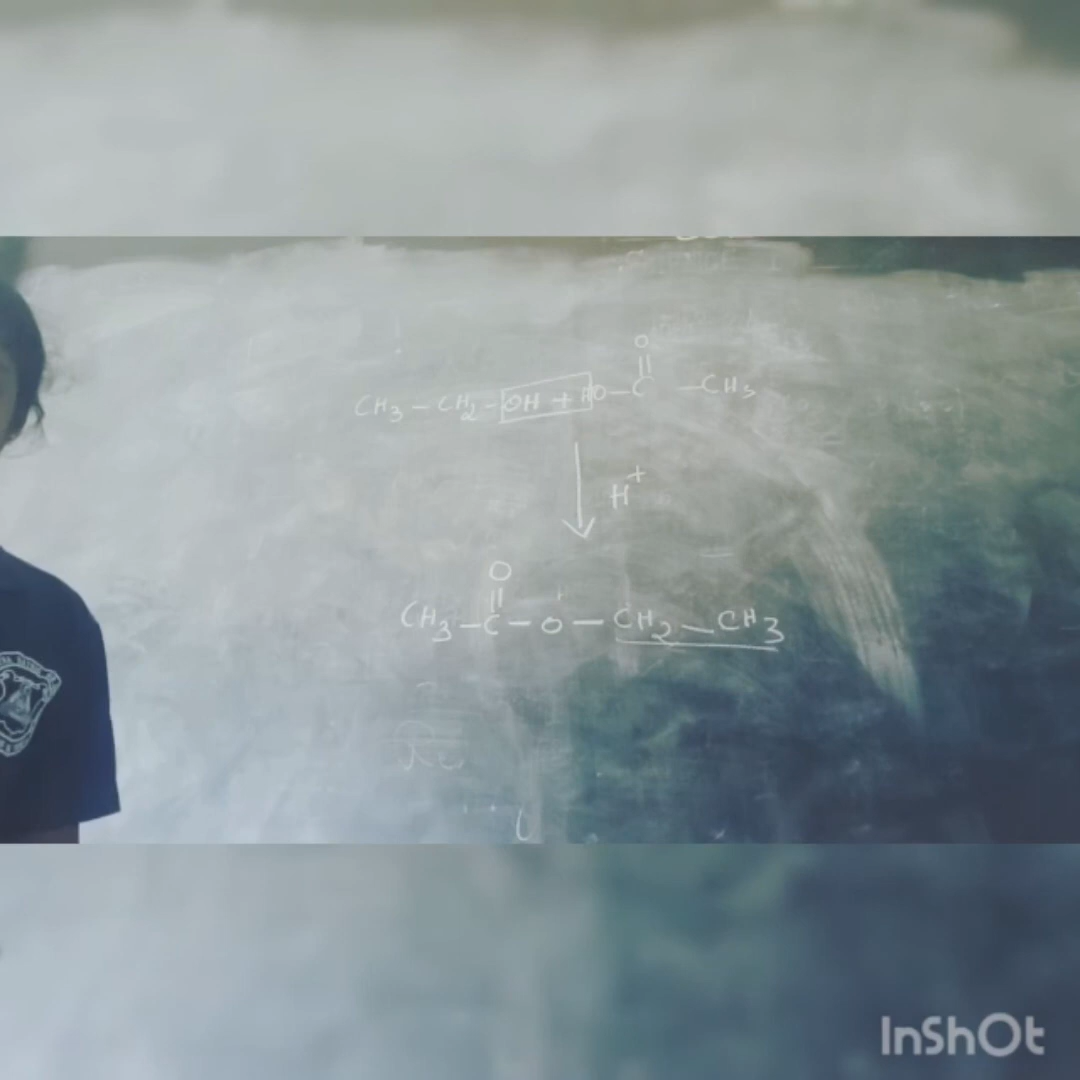 O
||
CH₃ – CH₂ – OH + HO – C – CH₃
H⁺
O
||
CH₃ – C – O – CH₂ – CH₃
InShOt